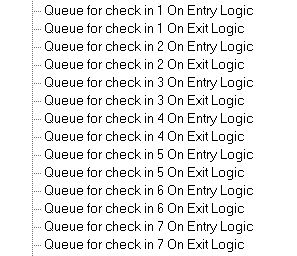 Queue for check in 1 On Entry Logic
Queue for check in 1 On Exit Logic
Queue for check in 2 On Entry Logic
Queue for check in 2 On Exit Logic
Queue for check in 3 On Entry Logic
Queue for check in 3 On Exit Logic
Queue for check in 4 On Entry Logic
Queue for check in 4 On Exit Logic
Queue for check in 5 On Entry Logic
Queue for check in 5 On Exit Logic
Queue for check in 6 On Entry Logic
Queue for check in 6 On Exit Logic
Queue for check in 7 On Entry Logic
Queue for check in 7 On Exit Logic